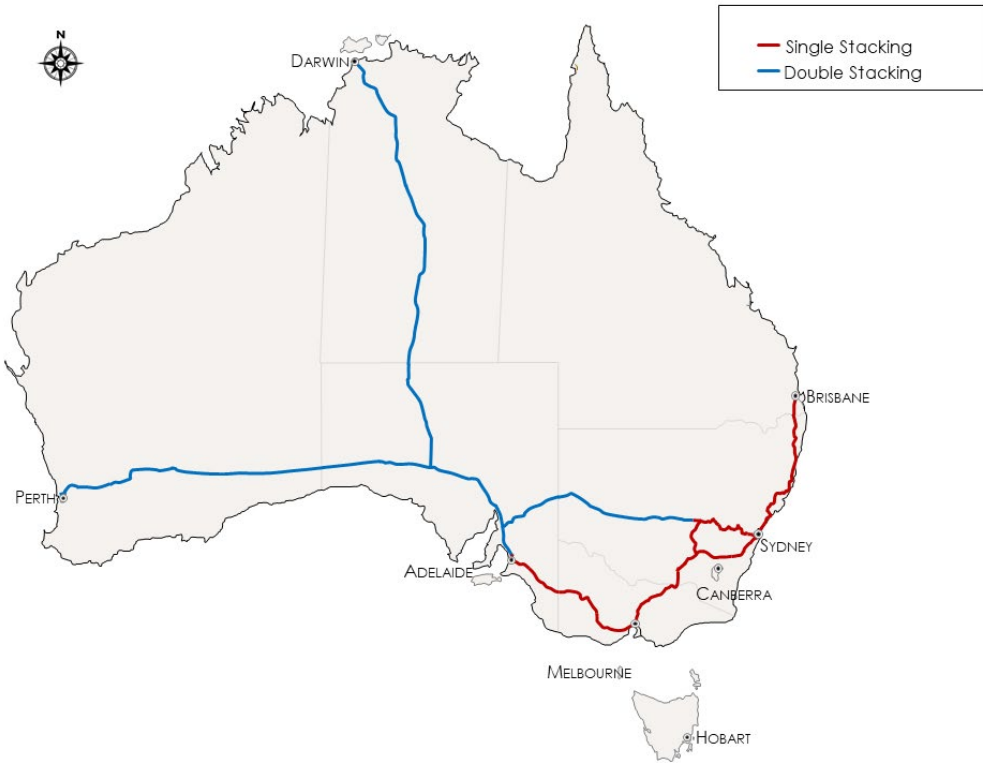 N
DARWIN
Single Stacking
Double Stacking
BRISBANE
PERTH
SYDNEY
ADELAIDE
CANBERRA
MELBOURNE
HOBART